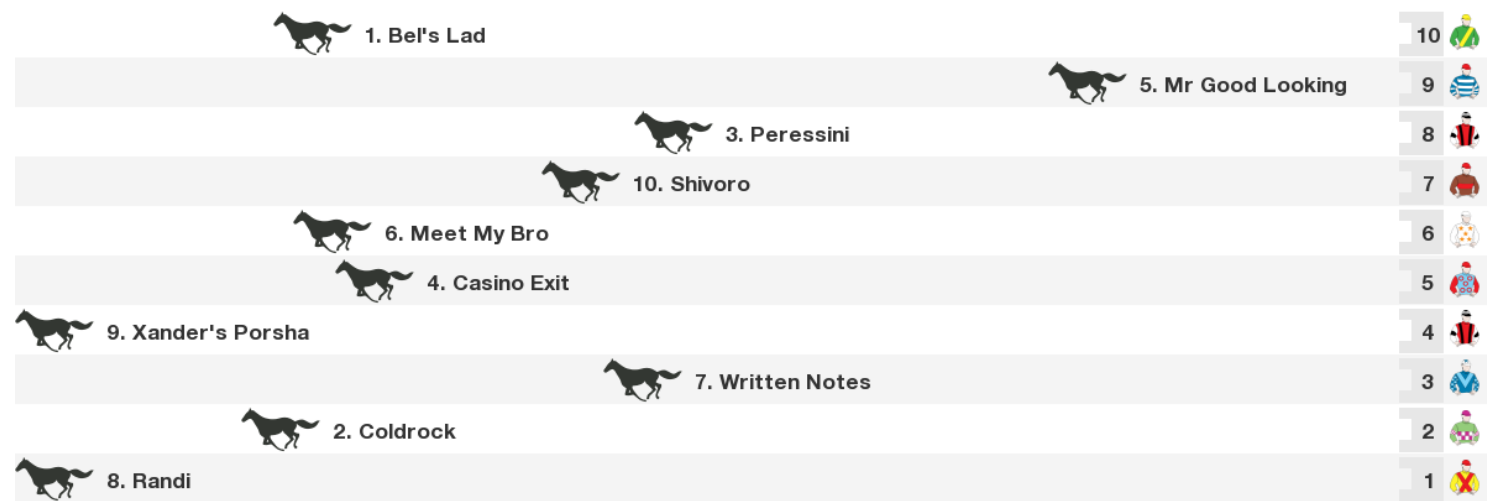 1. Bel's Lad 10
5. Mr Good Looking 9
3. Peressini 8
10. Shivoro 7
6. Meet My Bro 6
4. Casino Exit 5
9. Xander's Porsha 4
7. Written Notes 3
2. Coldrock 2
8. Randi 1